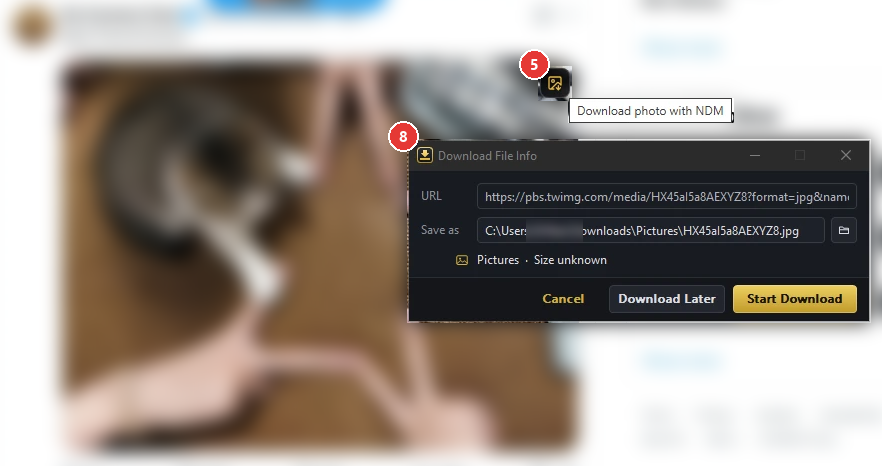 5
Download photo with NDM
8
Download File Info
URL
https://pbs.twimg.com/media/HX45al5a8AEXYZ8?format=jpg&name
Save as
C:\Users ownloads\Pictures\HX45al5a8AEXYZ8.jpg
Pictures · Size unknown
Cancel
Download Later
Start Download